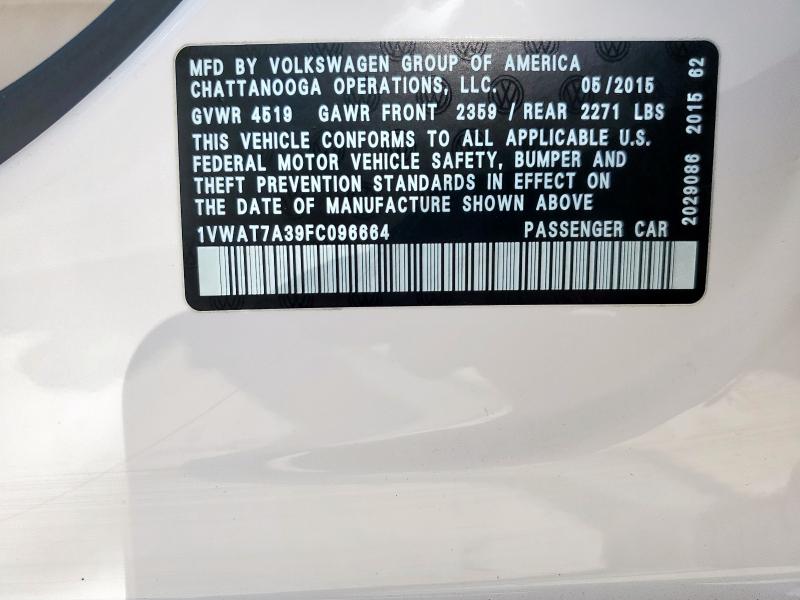 MFD BY VOLKSWAGEN GROUP OF AMERICA
CHATTANOOGA OPERATIONS, LLC. 05/2015
GVWR 4519 GAWR FRONT 2359 / REAR 2271 LBS
THIS VEHICLE CONFORMS TO ALL APPLICABLE U.S.
FEDERAL MOTOR VEHICLE SAFETY, BUMPER AND
THEFT PREVENTION STANDARDS IN EFFECT ON
THE DATE OF MANUFACTURE SHOWN ABOVE
1VWAT7A39FC096664 PASSENGER CAR
2029086 2015 62